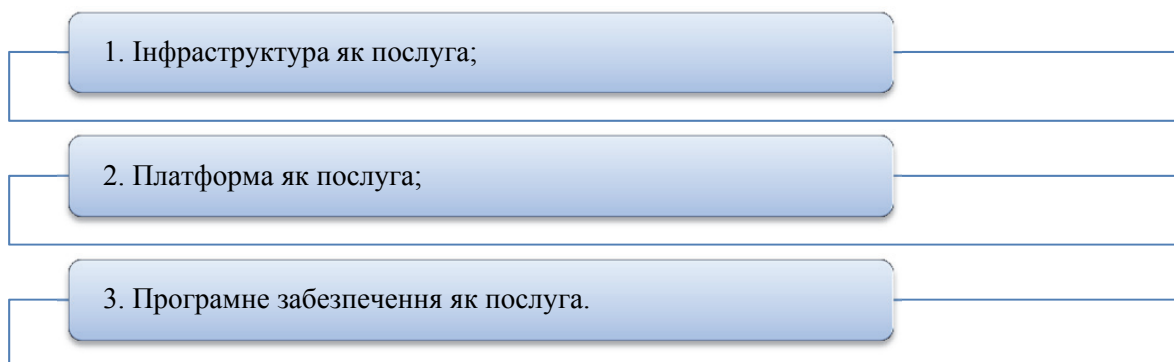 1. Інфраструктура як послуга;
2. Платформа як послуга;
3. Програмне забезпечення як послуга.